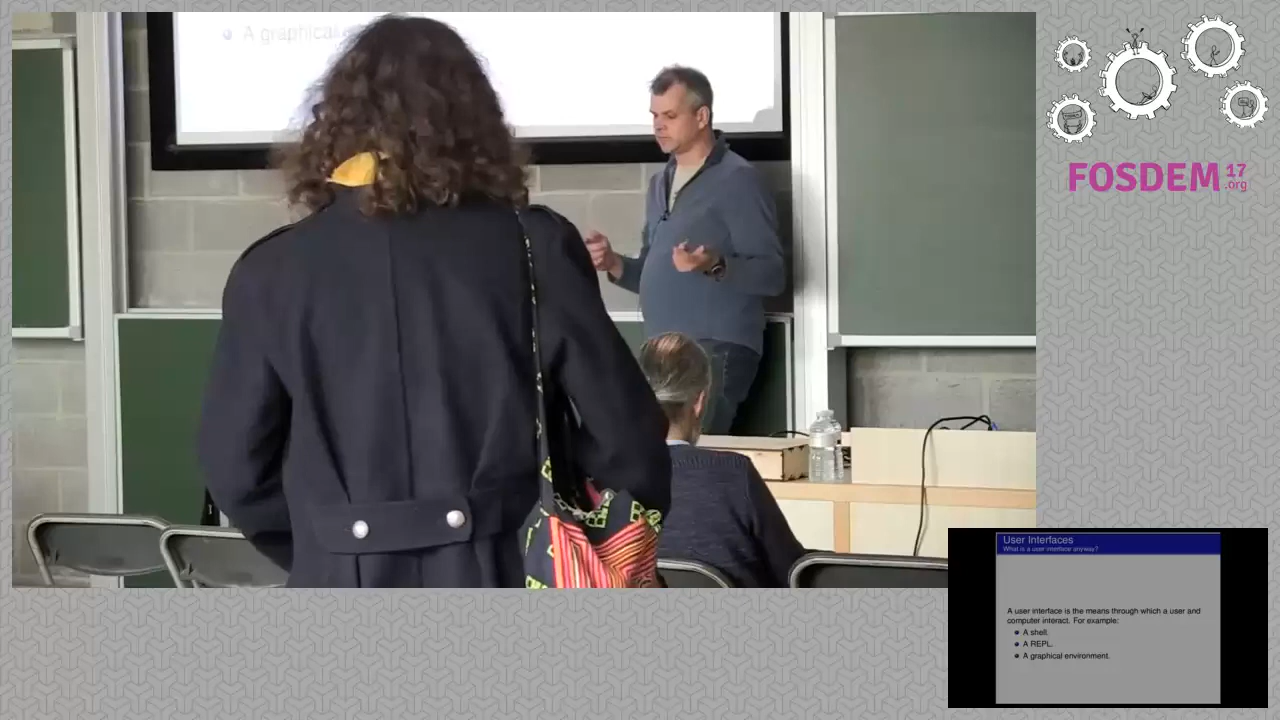 A graphical
FOSDEM 17
.org
User Interfaces
What is a user interface anyway?
A user interface is the means through which a user and
computer interact. For example:
A shell.
A REPL.
A graphical environment.